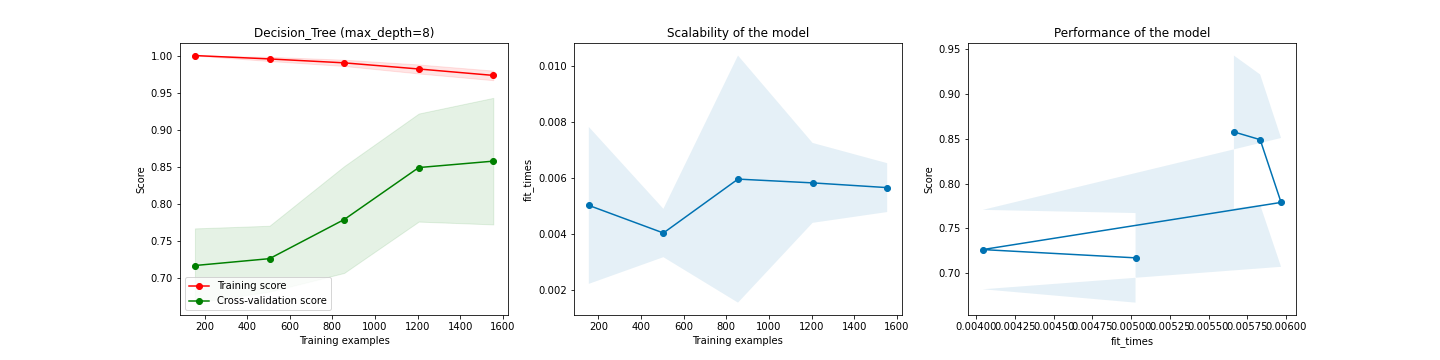 Decision_Tree (max_depth=8)
1.00
0.95
0.90
0.85
0.80
0.75
0.70
Score
Training score
Cross-validation score
200 400 600 800 1000 1200 1400 1600
Training examples
Scalability of the model
0.010
0.008
0.006
0.004
0.002
fit_times
200 400 600 800 1000 1200 1400 1600
Training examples
Performance of the model
0.95
0.90
0.85
0.80
0.75
0.70
Score
0.00400 0.00425 0.00450 0.00475 0.00500 0.00525 0.00550 0.00575 0.00600
fit_times